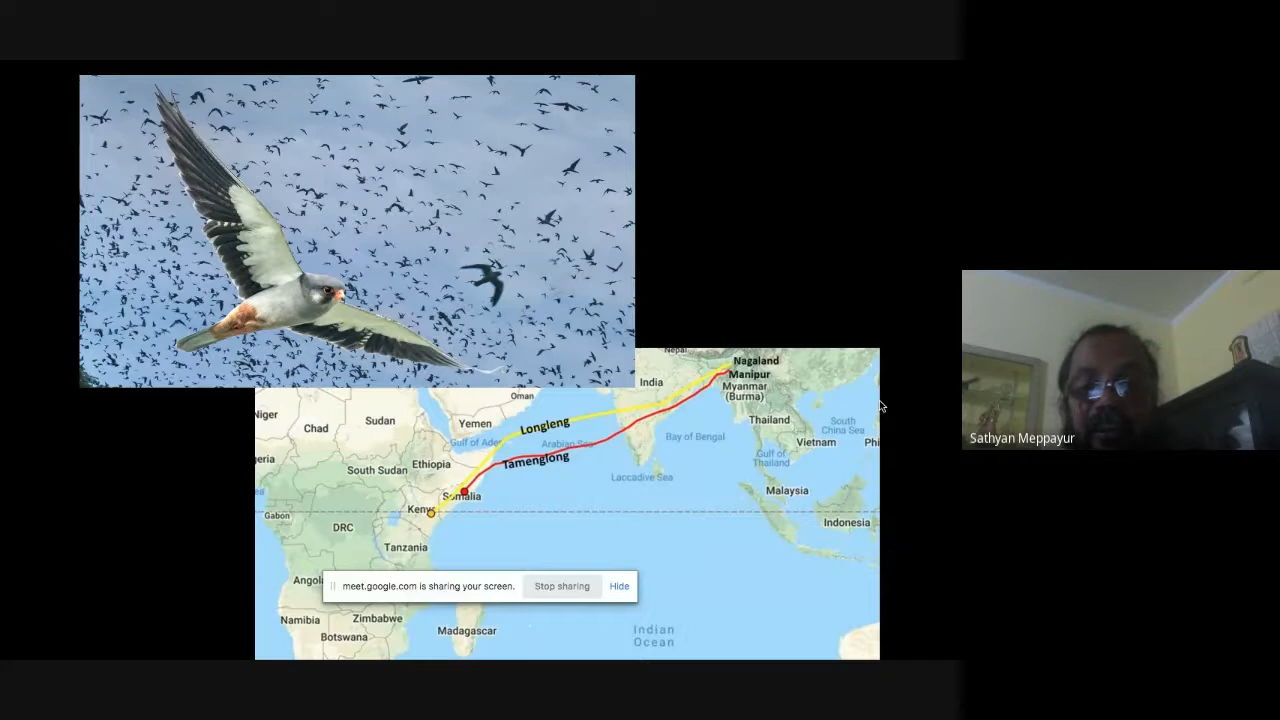 Nepal
Nagaland
Manipur
India
Myanmar
(Burma)
Oman
Niger
Chad
Sudan
Yemen
Gulf of Aden
Longleng
Arabian Sea
Bay of Bengal
Thailand
South
China Sea
Vietnam
Phi
Gulf of
Thailand
eria
South Sudan
Ethiopia
Tamenglong
Laccadive Sea
Malaysia
ea
Somalia
Gabon
Kenya
DRC
Indonesia
Tanzania
Angola
meet.google.com is sharing your screen.
Stop sharing
Hide
Namibia
Zimbabwe
Botswana
Madagascar
Indian
Ocean
Sathyan Meppayur